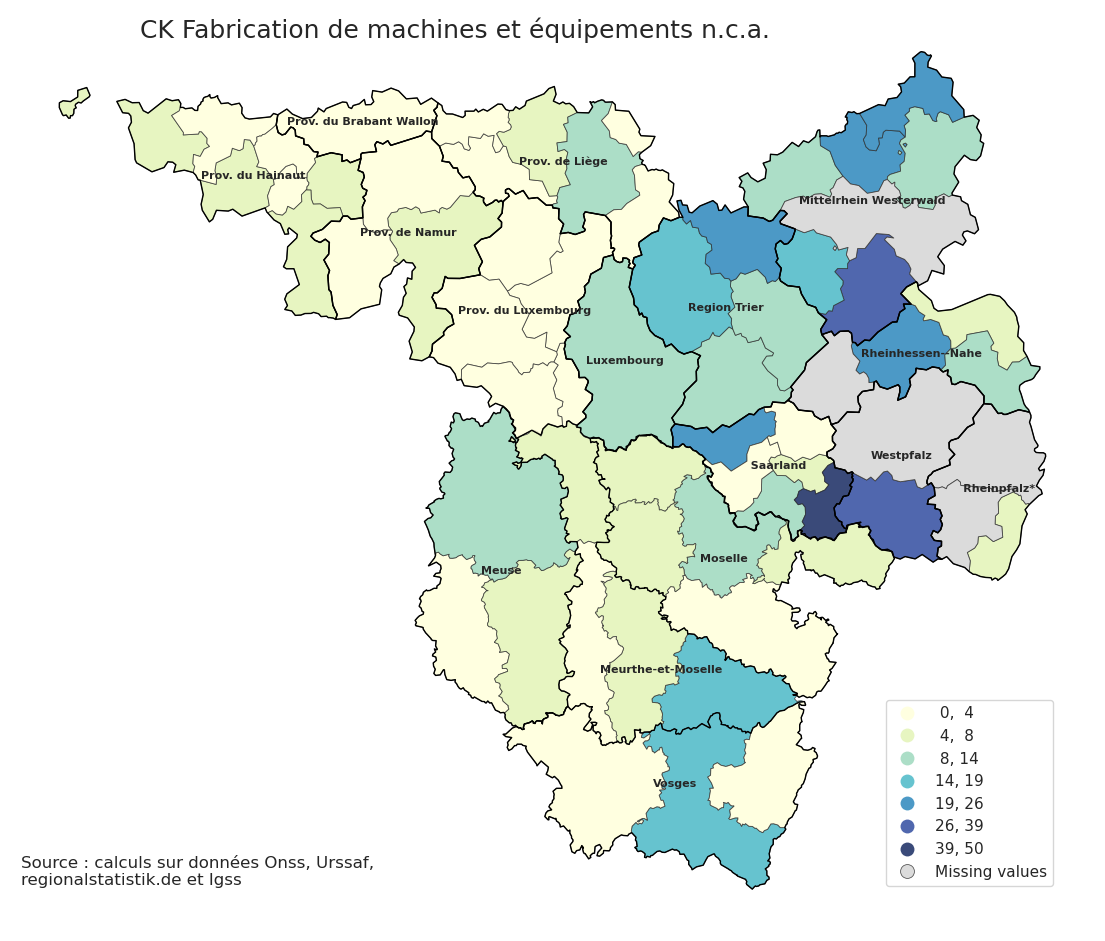 CK Fabrication de machines et équipements n.c.a.
Prov. du Brabant Wallon
Prov. de Liège
Prov. du Hainaut
Mittelrhein Westerwald
Prov. de Namur
Region Trier
Prov. du Luxembourg
Rheinhessen--Nahe
Luxembourg
Westpfalz
Saarland
Rheinpfalz*
Moselle
Meuse
Meurthe-et-Moselle
Vosges
0, 4
4, 8
8, 14
14, 19
19, 26
26, 39
39, 50
Missing values
Source : calculs sur données Onss, Urssaf,
regionalstatistik.de et Igss